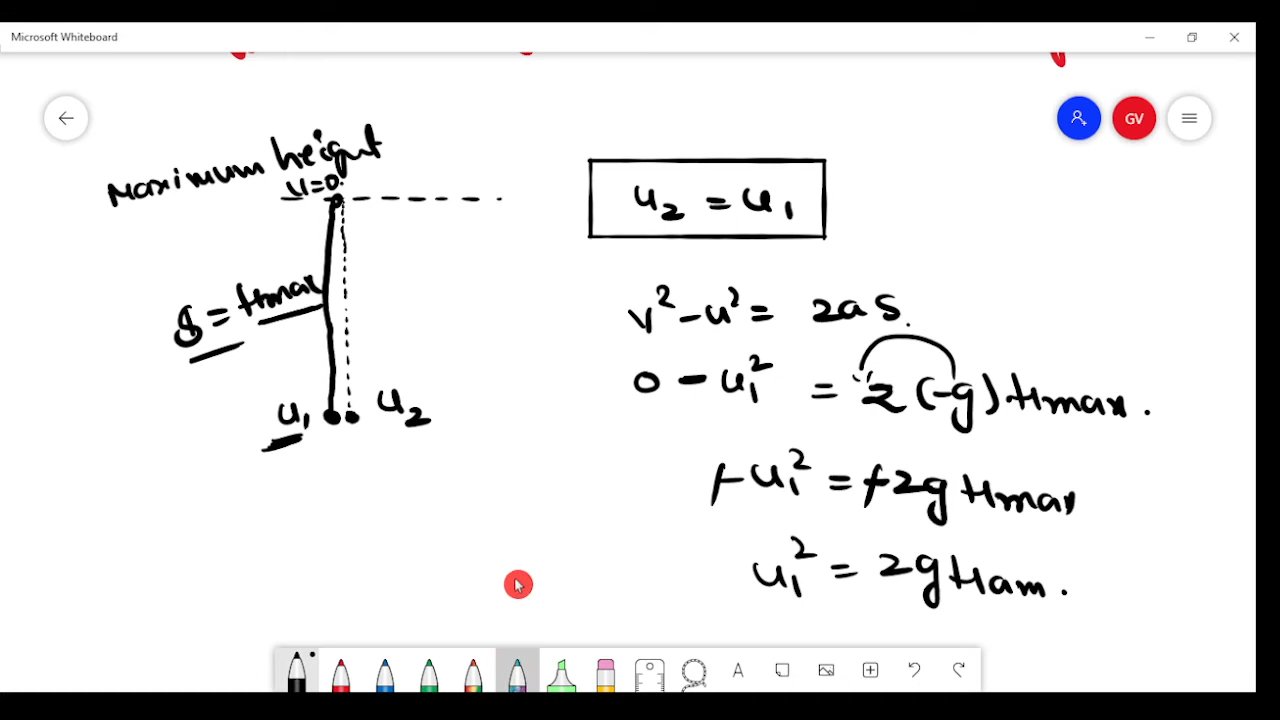 Microsoft Whiteboard
GV
Maximum height
u=0
S = Hmax
u₁
u₂
u₂ = u₁
v² - u² = 2aS.
0 - u₁² = 2(-g) Hmax.
-u₁² = -2g Hmax
u₁² = 2g Ham.
A